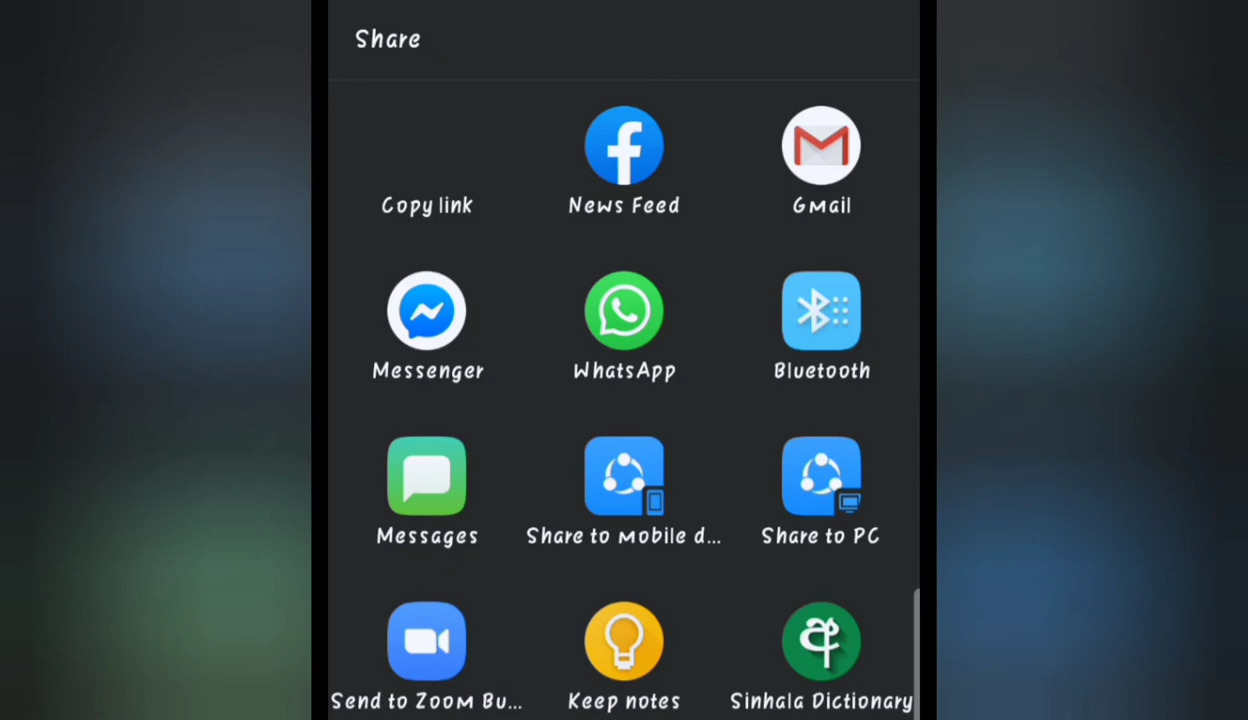 Share
Copy link
News Feed
Gmail
Messenger
WhatsApp
Bluetooth
Messages
Share to mobile d...
Share to PC
Send to Zoom Bu...
Keep notes
අ
Sinhala Dictionary